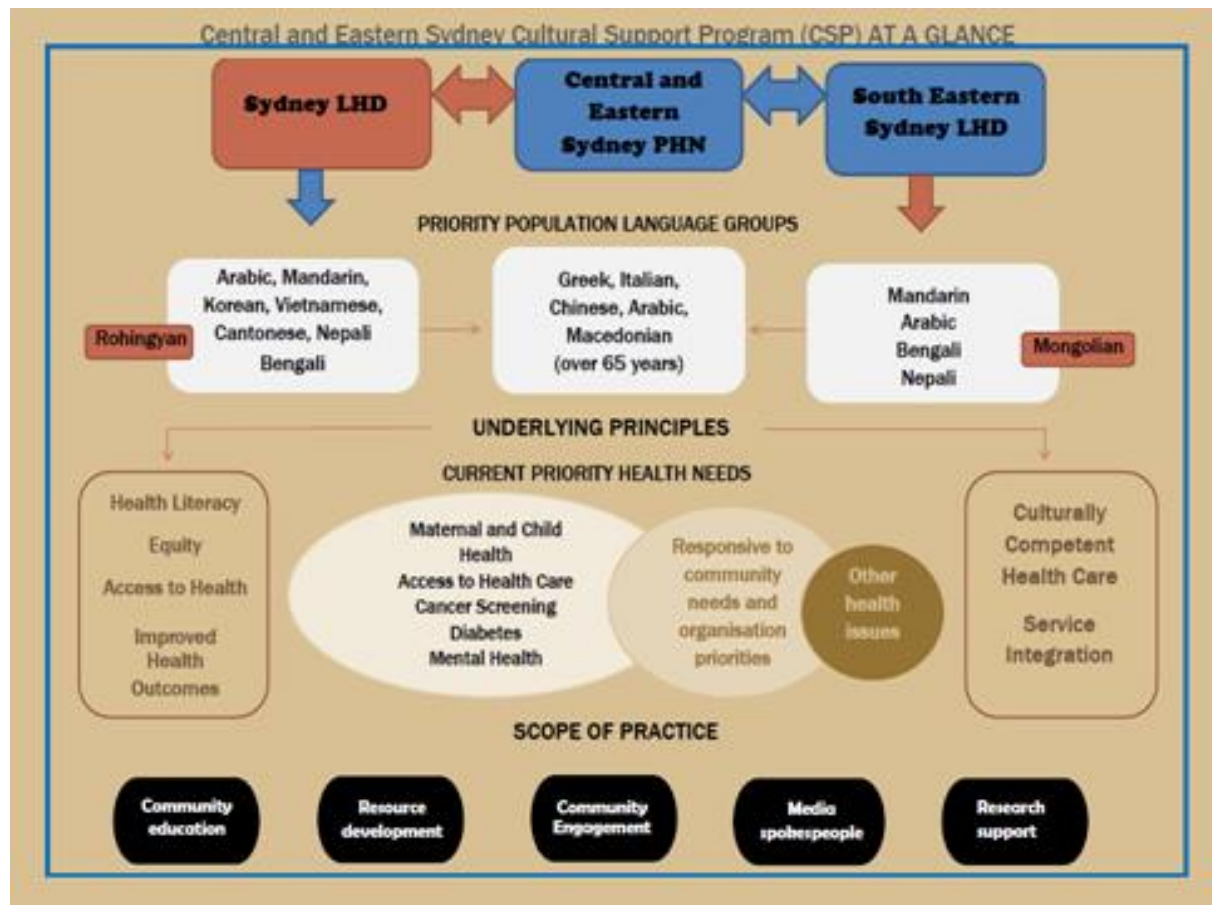 Central and Eastern Sydney Cultural Support Program (CSP) AT A GLANCE
Sydney LHD
Central and
Eastern
Sydney PHN
South Eastern
Sydney LHD
PRIORITY POPULATION LANGUAGE GROUPS
Rohingyan
Arabic, Mandarin,
Korean, Vietnamese,
Cantonese, Nepali
Bengali
Greek, Italian,
Chinese, Arabic,
Macedonian
(over 65 years)
Mandarin
Arabic
Bengali
Nepali
Mongolian
UNDERLYING PRINCIPLES
CURRENT PRIORITY HEALTH NEEDS
Health Literacy
Equity
Access to Health
Improved
Health
Outcomes
Maternal and Child
Health
Access to Health Care
Cancer Screening
Diabetes
Mental Health
Responsive to
community
needs and
organisation
priorities
Other
health
issues
Culturally
Competent
Health Care
Service
Integration
SCOPE OF PRACTICE
Community
education
Resource
development
Community
Engagement
Media
spokespeople
Research
support